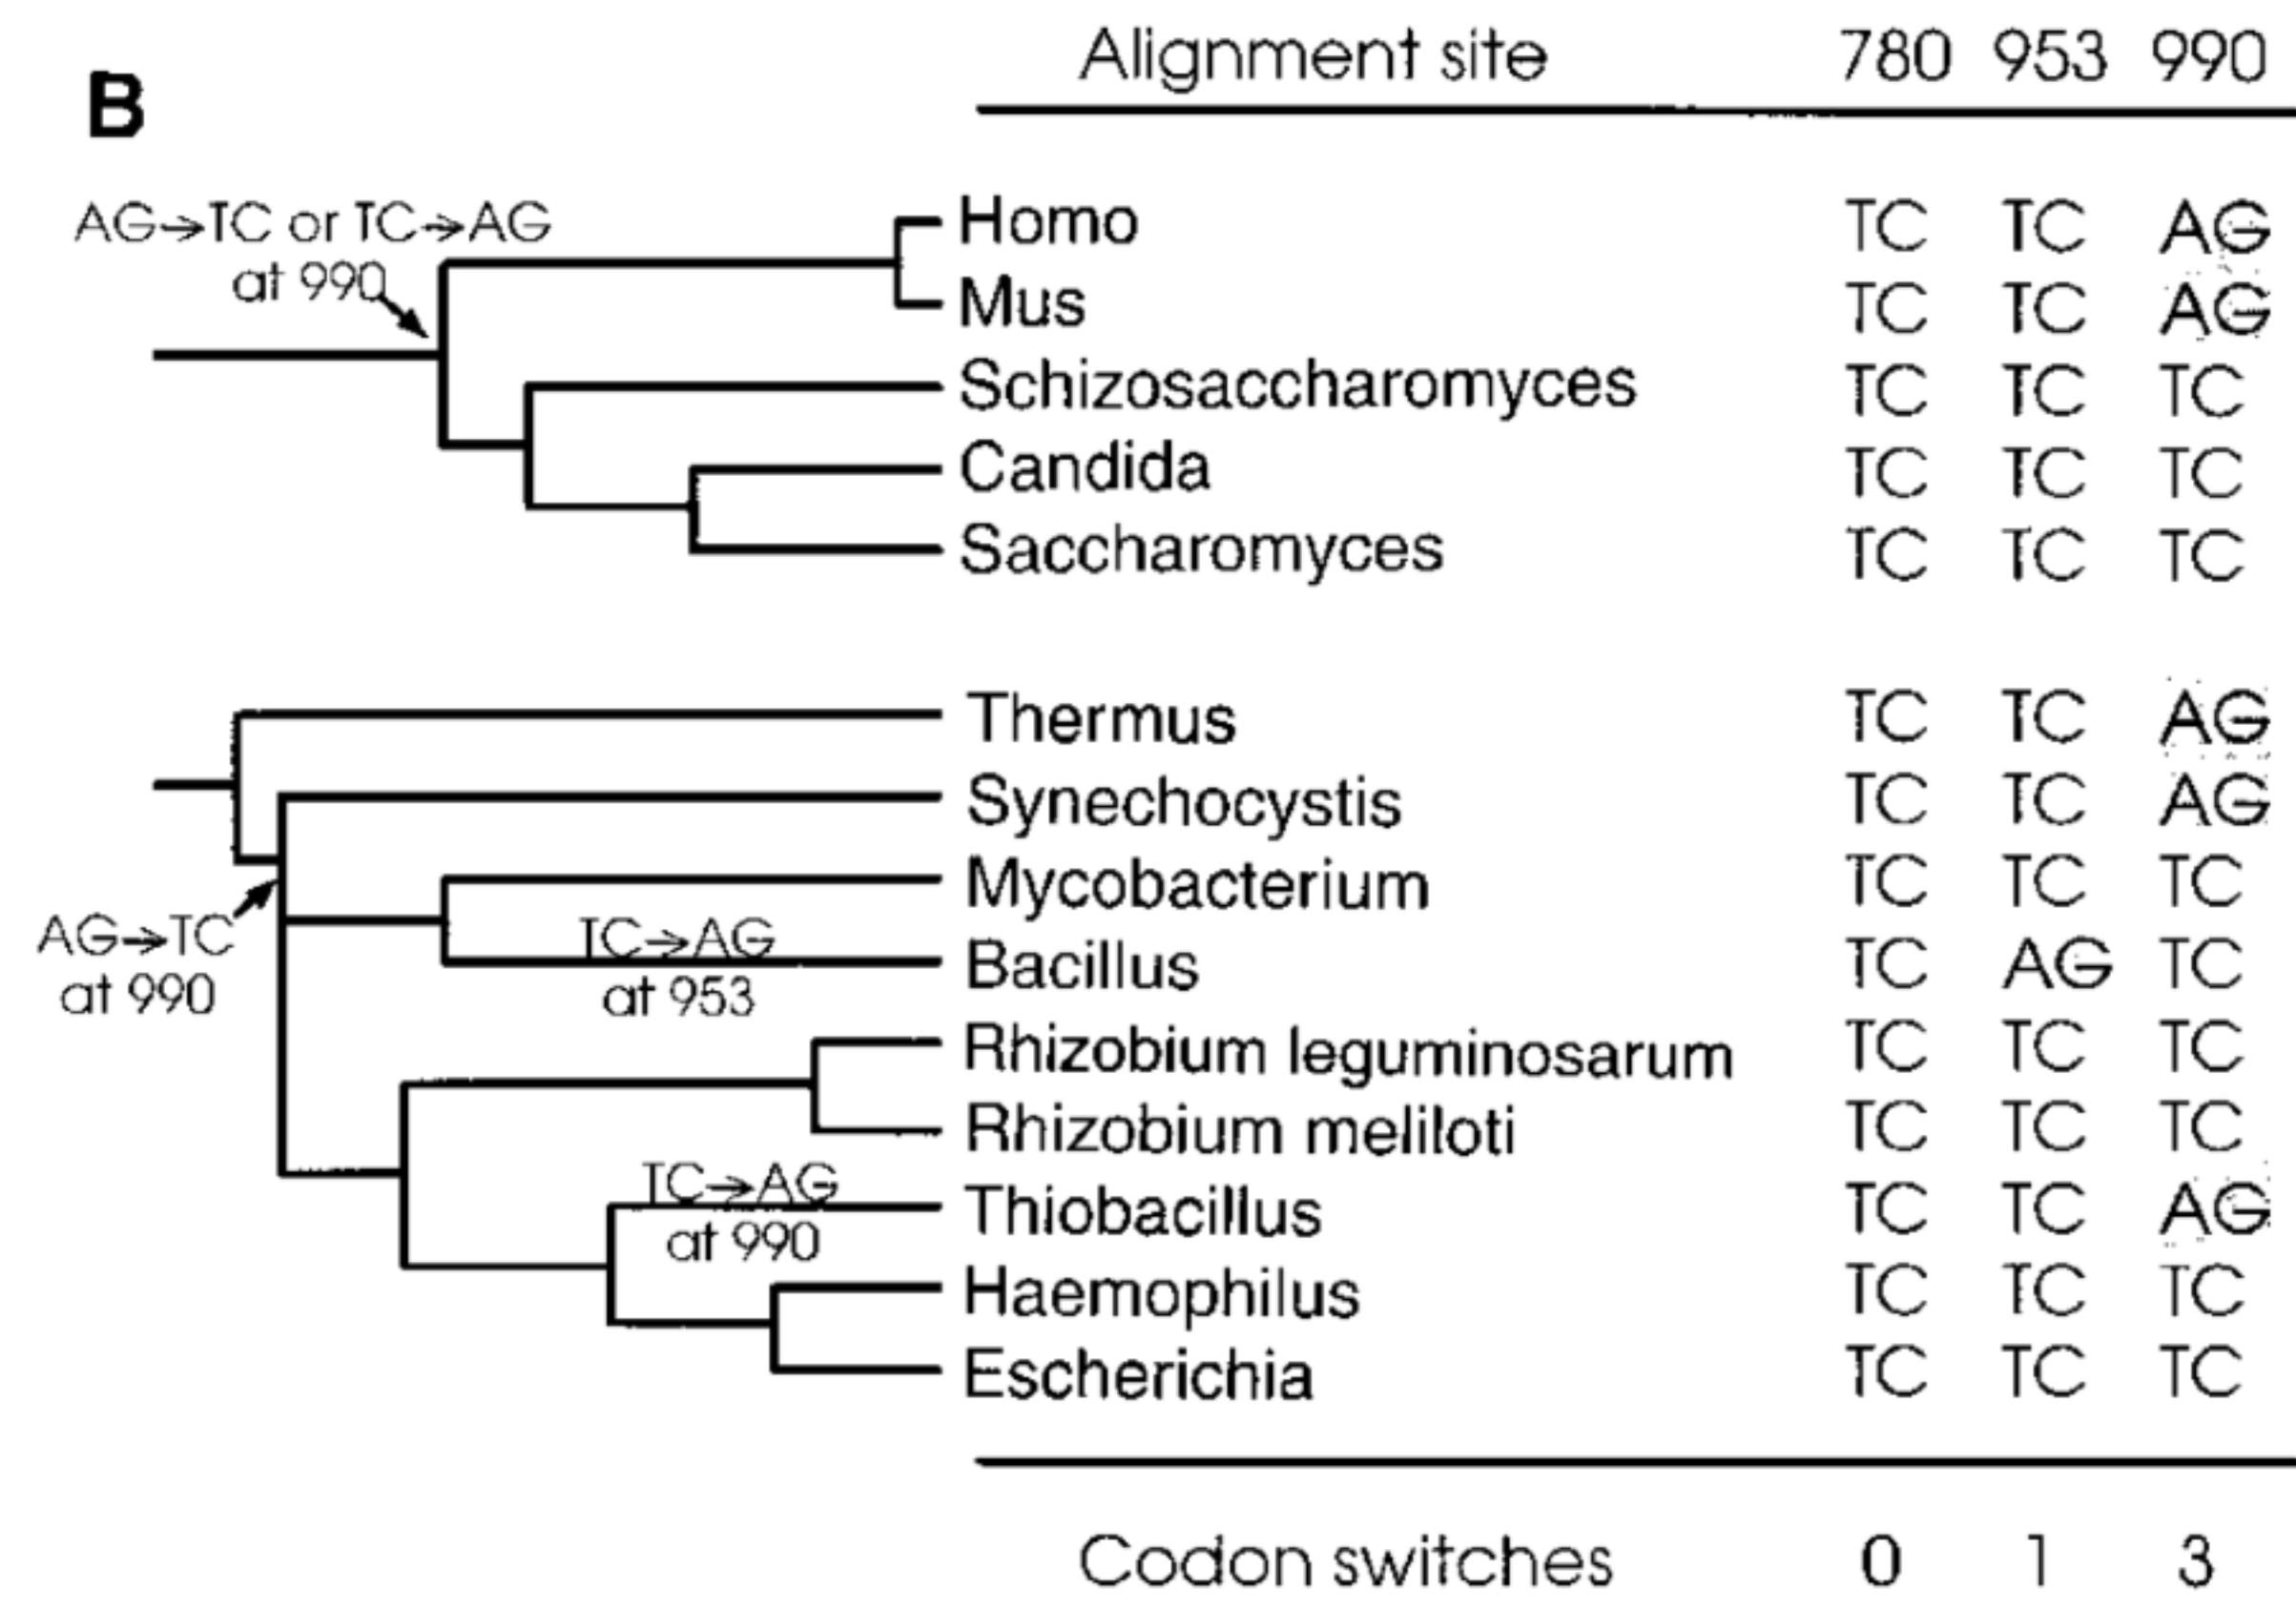 B
Alignment site 780 953 990
AG→TC or TC→AG
at 990
Homo TC TC AG
Mus TC TC AG
Schizosaccharomyces TC TC TC
Candida TC TC TC
Saccharomyces TC TC TC
Thermus TC TC AG
Synechocystis TC TC AG
Mycobacterium TC TC TC
AG→TC
at 990
TC→AG
at 953
Bacillus TC AG TC
Rhizobium leguminosarum TC TC TC
Rhizobium meliloti TC TC TC
TC→AG
at 990
Thiobacillus TC TC AG
Haemophilus TC TC TC
Escherichia TC TC TC
Codon switches 0 1 3